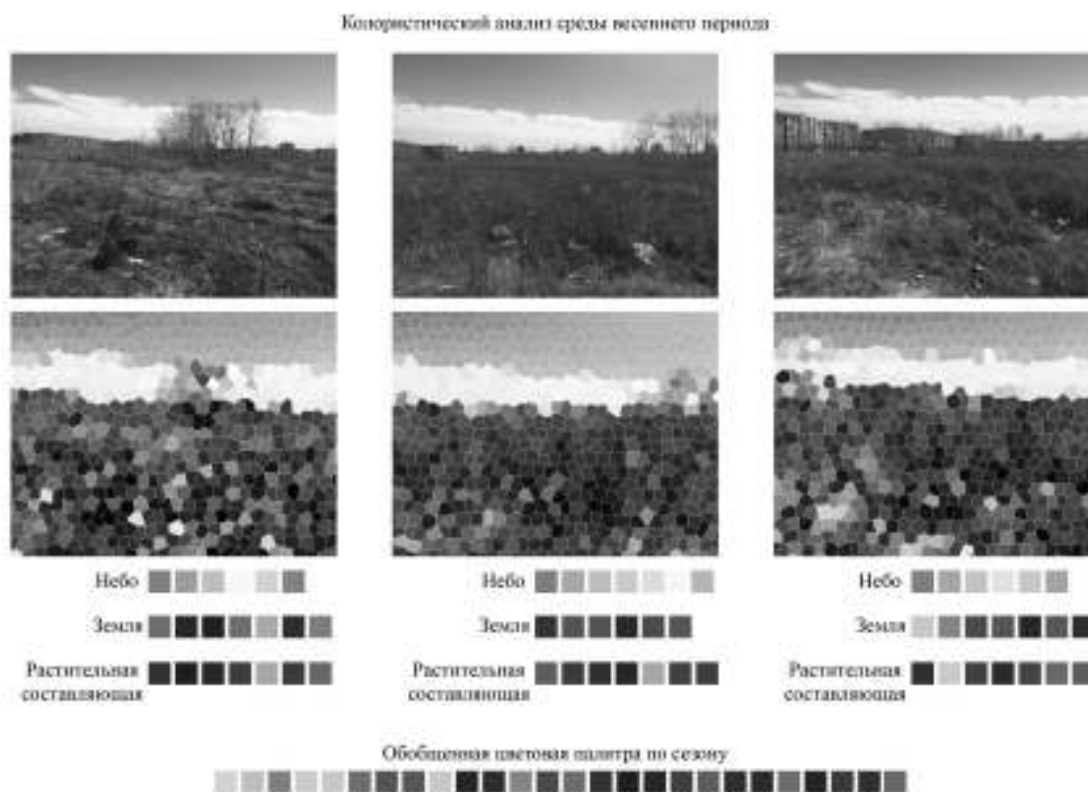 Колористический анализ среды весеннего периода
Небо
Земля
Растительная
составляющая
Небо
Земля
Растительная
составляющая
Небо
Земля
Растительная
составляющая
Обобщенная цветовая палитра по сезону